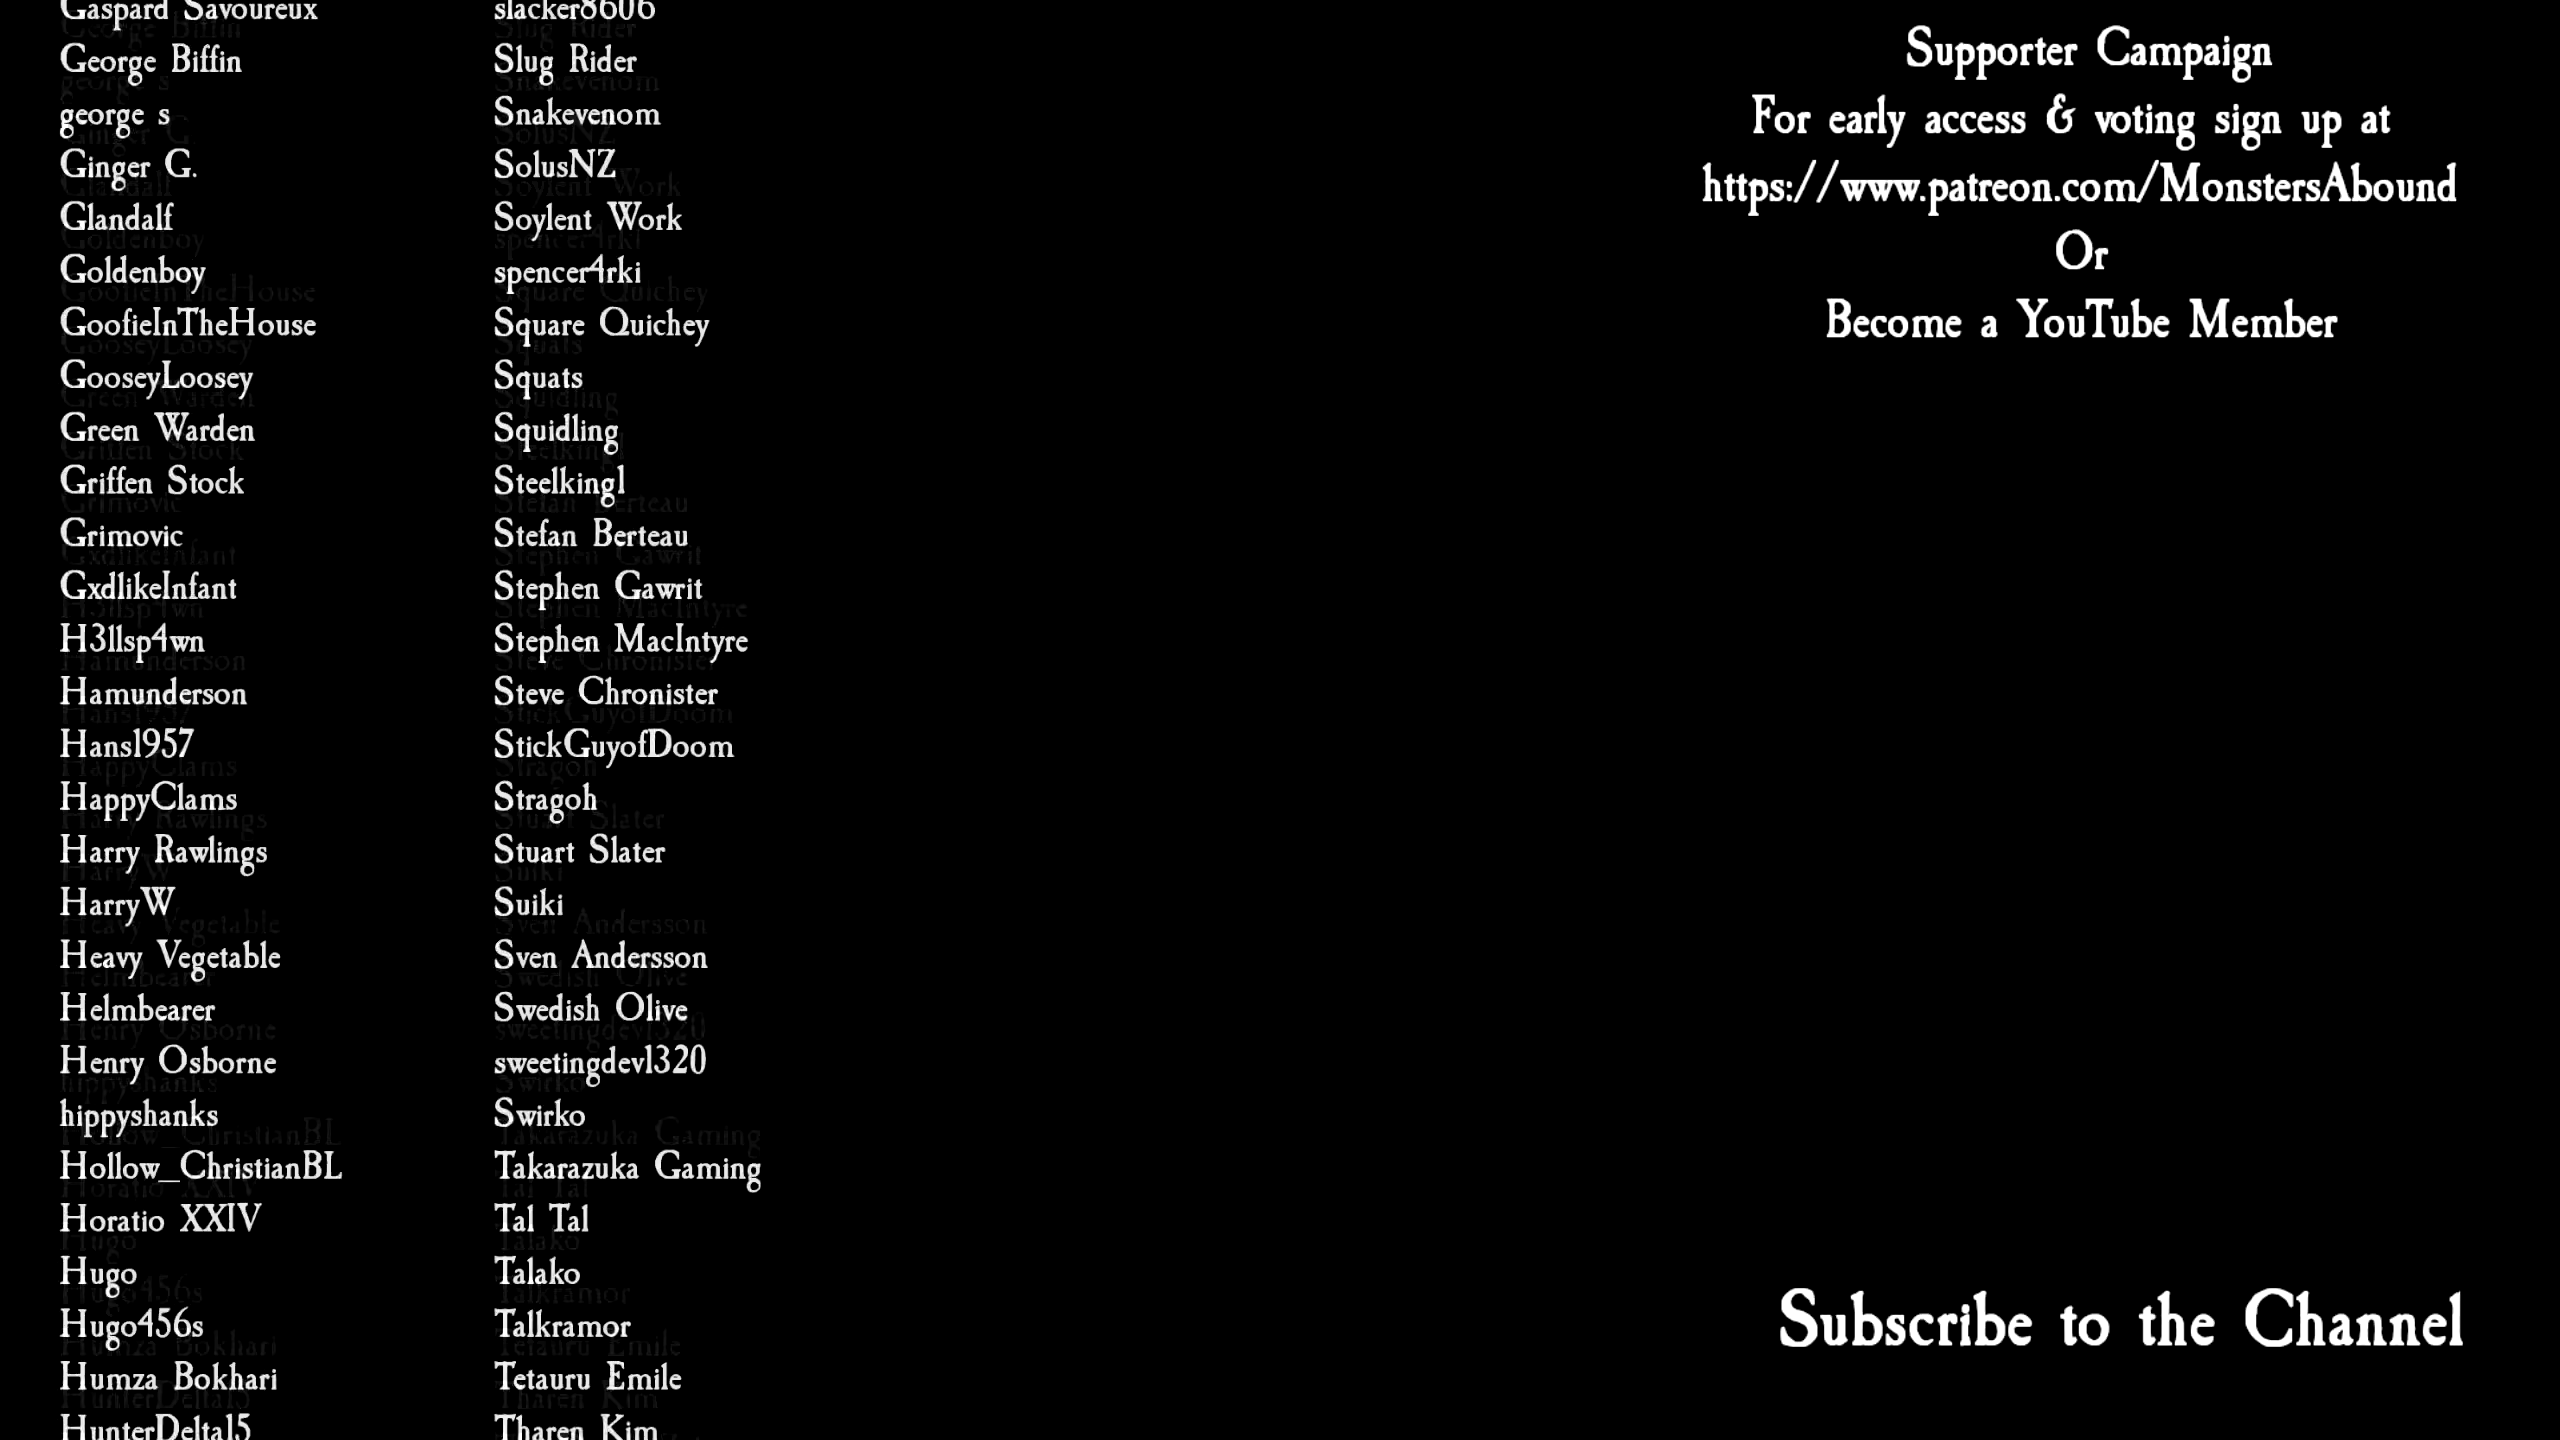 Gaspard Savoureux
George Biffin
george s
Ginger G.
Glandalf
Goldenboy
GoofieInTheHouse
GooseyLoosey
Green Warden
Griffen Stock
Grimovic
GxdlikeInfant
H3llsp4wn
Hamunderson
Hans1957
HappyClams
Harry Rawlings
HarryW
Heavy Vegetable
Helmbearer
Henry Osborne
hippyshanks
Hollow_ChristianBL
Horatio XXIV
Hugo
Hugo456s
Humza Bokhari
HunterDelta15
slacker8606
Slug Rider
Snakevenom
SolusNZ
Soylent Work
spencer4rki
Square Quichey
Squats
Squidling
Steelking1
Stefan Berteau
Stephen Gawrit
Stephen MacIntyre
Steve Chronister
StickGuyofDoom
Stragoh
Stuart Slater
Suiki
Sven Andersson
Swedish Olive
sweetingdev1320
Swirko
Takarazuka Gaming
Tal Tal
Talako
Talkramor
Tetauru Emile
Tharen Kim
Supporter Campaign
For early access & voting sign up at
https://www.patreon.com/MonstersAbound
Or
Become a YouTube Member
Subscribe to the Channel